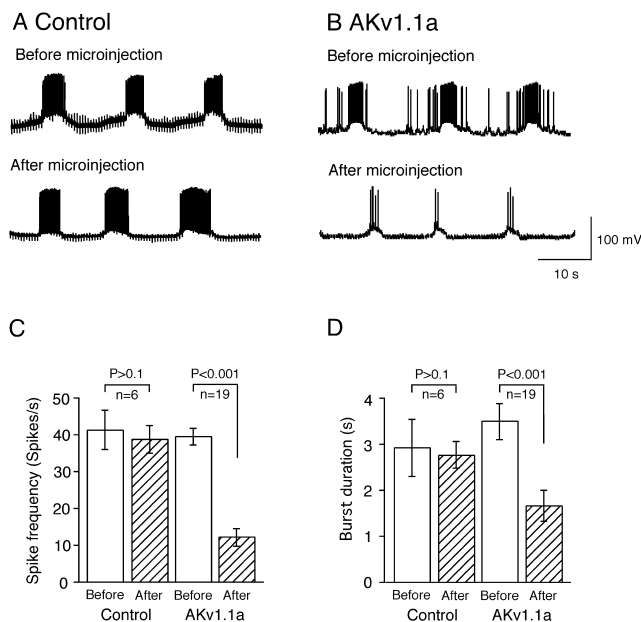 A Control
Before microinjection
After microinjection
B AKv1.1a
Before microinjection
After microinjection
100 mV
10 s
C
P>0.1
n=6
P<0.001
n=19
Spike frequency (Spikes/s)
50
40
30
20
10
0
Before After Before After
Control AKv1.1a
D
P>0.1
n=6
P<0.001
n=19
Burst duration (s)
4
3
2
1
0
Before After Before After
Control AKv1.1a